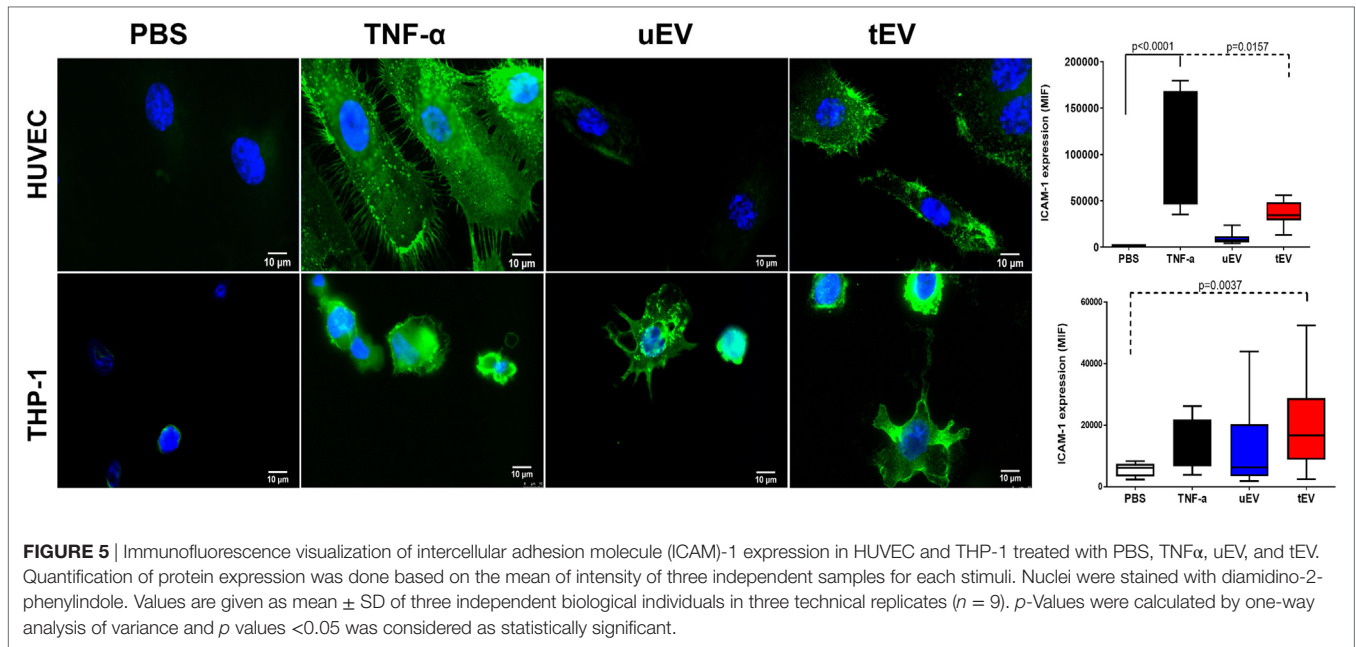 PBS TNF-α uEV tEV
HUVEC
10 µm 10 µm 10 µm 10 µm
THP-1
10 µm 10 µm 10 µm 10 µm
p<0.0001 p=0.0157
ICAM-1 expression (MIF)
200000
150000
100000
50000
0
PBS TNF-a uEV tEV
p=0.0037
ICAM-1 expression (MIF)
60000
40000
20000
0
PBS TNF-a uEV tEV
FIGURE 5 | Immunofluorescence visualization of intercellular adhesion molecule (ICAM)-1 expression in HUVEC and THP-1 treated with PBS, TNFα, uEV, and tEV.
Quantification of protein expression was done based on the mean of intensity of three independent samples for each stimuli. Nuclei were stained with diamidino-2-
phenylindole. Values are given as mean ± SD of three independent biological individuals in three technical replicates (n = 9). p-Values were calculated by one-way
analysis of variance and p values <0.05 was considered as statistically significant.